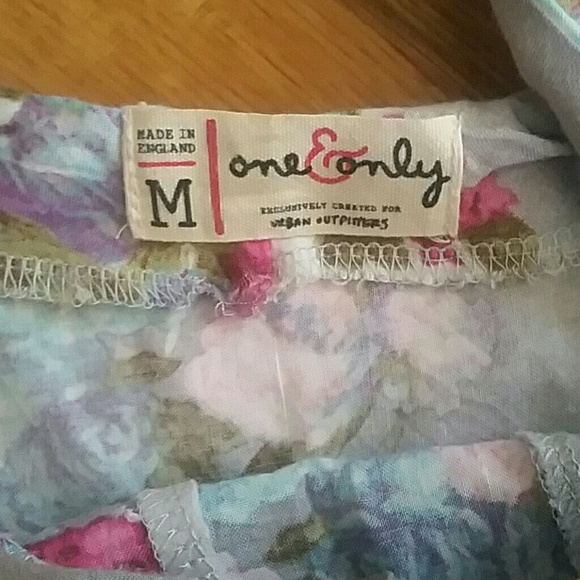 MADE IN
ENGLAND
M
one & only
EXCLUSIVELY CREATED FOR
URBAN OUTFITTERS